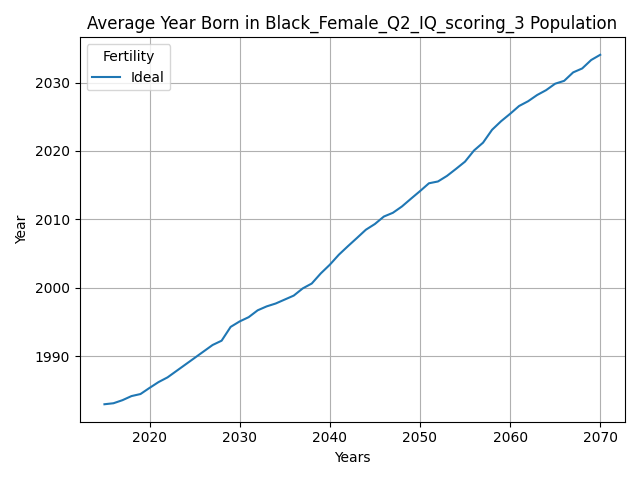 Average Year Born in Black_Female_Q2_IQ_scoring_3 Population
Fertility
Ideal
2030
2020
2010
2000
1990
Year
2020 2030 2040 2050 2060 2070
Years